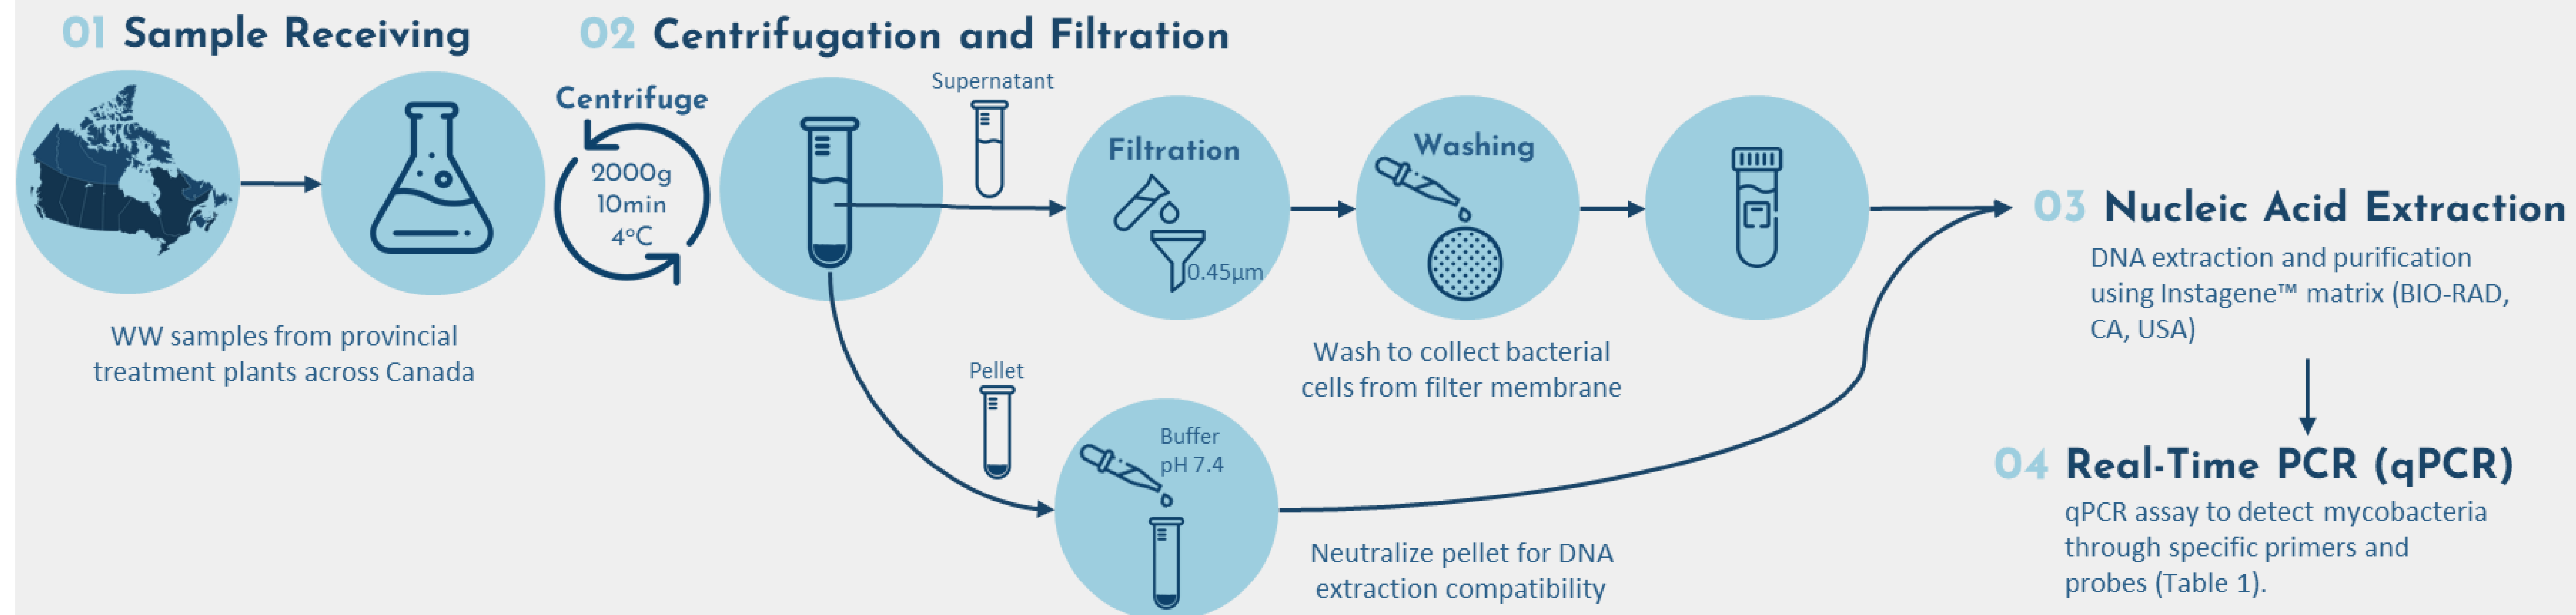 01 Sample Receiving
WW samples from provincial
treatment plants across Canada
02 Centrifugation and Filtration
Centrifuge
2000g
10min
4°C
Supernatant
Filtration
0.45µm
Washing
Wash to collect bacterial
cells from filter membrane
Pellet
Buffer
pH 7.4
Neutralize pellet for DNA
extraction compatibility
03 Nucleic Acid Extraction
DNA extraction and purification
using Instagene™ matrix (BIO-RAD,
CA, USA)
04 Real-Time PCR (qPCR)
qPCR assay to detect mycobacteria
through specific primers and
probes (Table 1).